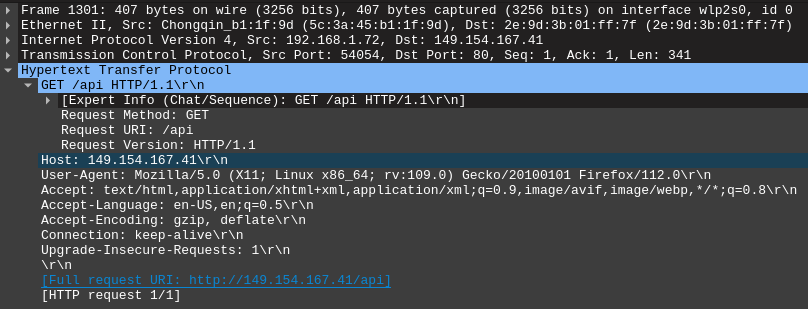 Frame 1301: 407 bytes on wire (3256 bits), 407 bytes captured (3256 bits) on interface wlp2s0, id 0
Ethernet II, Src: Chongqin_b1:1f:9d (5c:3a:45:b1:1f:9d), Dst: 2e:9d:3b:01:ff:7f (2e:9d:3b:01:ff:7f)
Internet Protocol Version 4, Src: 192.168.1.72, Dst: 149.154.167.41
Transmission Control Protocol, Src Port: 54054, Dst Port: 80, Seq: 1, Ack: 1, Len: 341
Hypertext Transfer Protocol
GET /api HTTP/1.1\r\n
[Expert Info (Chat/Sequence): GET /api HTTP/1.1\r\n]
Request Method: GET
Request URI: /api
Request Version: HTTP/1.1
Host: 149.154.167.41\r\n
User-Agent: Mozilla/5.0 (X11; Linux x86_64; rv:109.0) Gecko/20100101 Firefox/112.0\r\n
Accept: text/html,application/xhtml+xml,application/xml;q=0.9,image/avif,image/webp,*/*;q=0.8\r\n
Accept-Language: en-US,en;q=0.5\r\n
Accept-Encoding: gzip, deflate\r\n
Connection: keep-alive\r\n
Upgrade-Insecure-Requests: 1\r\n
\r\n
[Full request URI: http://149.154.167.41/api]
[HTTP request 1/1]